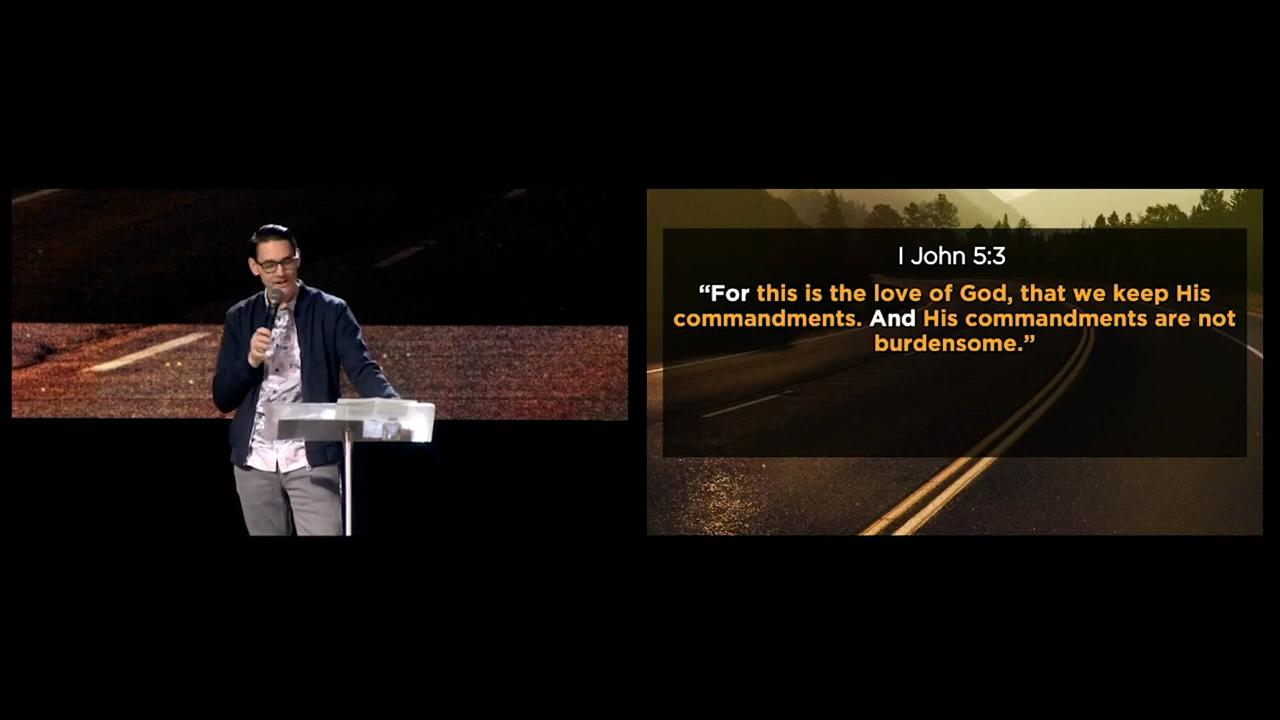 I John 5:3
“For this is the love of God, that we keep His
commandments. And His commandments are not
burdensome.”